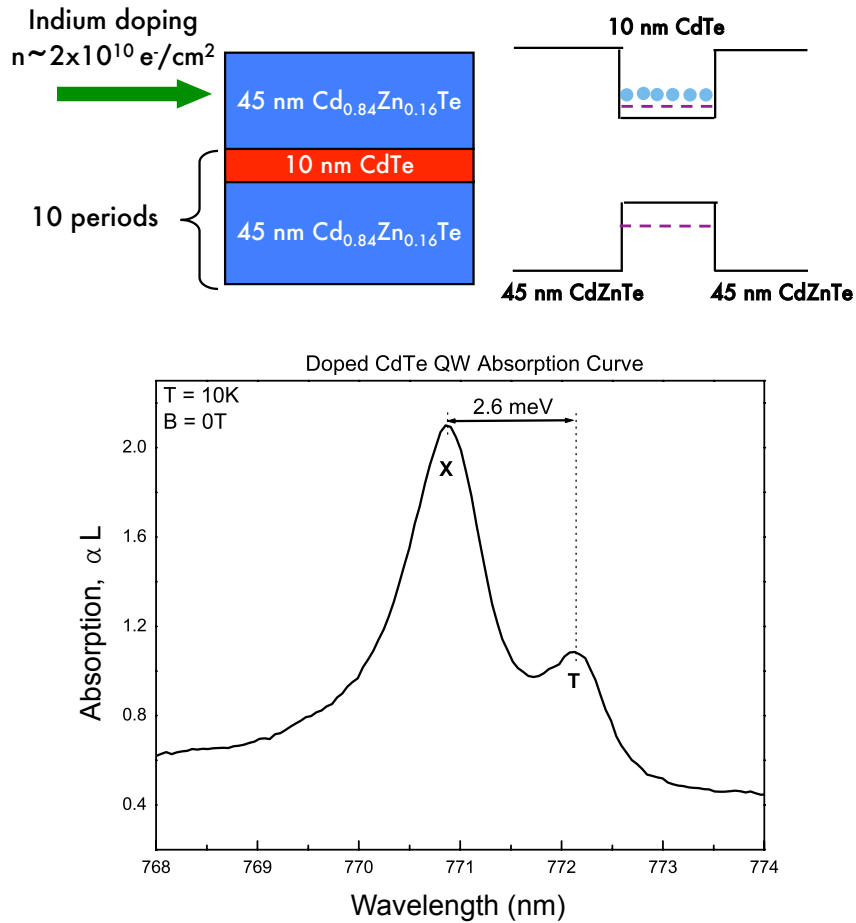 Indium doping
n~2x10¹⁰ e⁻/cm²
45 nm Cd₀.₈₄Zn₀.₁₆Te
10 nm CdTe
45 nm Cd₀.₈₄Zn₀.₁₆Te
10 periods
10 nm CdTe
45 nm CdZnTe
45 nm CdZnTe
Doped CdTe QW Absorption Curve
T = 10K
B = 0T
2.6 meV
X
T
2.0
1.6
1.2
0.8
0.4
Absorption, α L
768
769
770
771
772
773
774
Wavelength (nm)